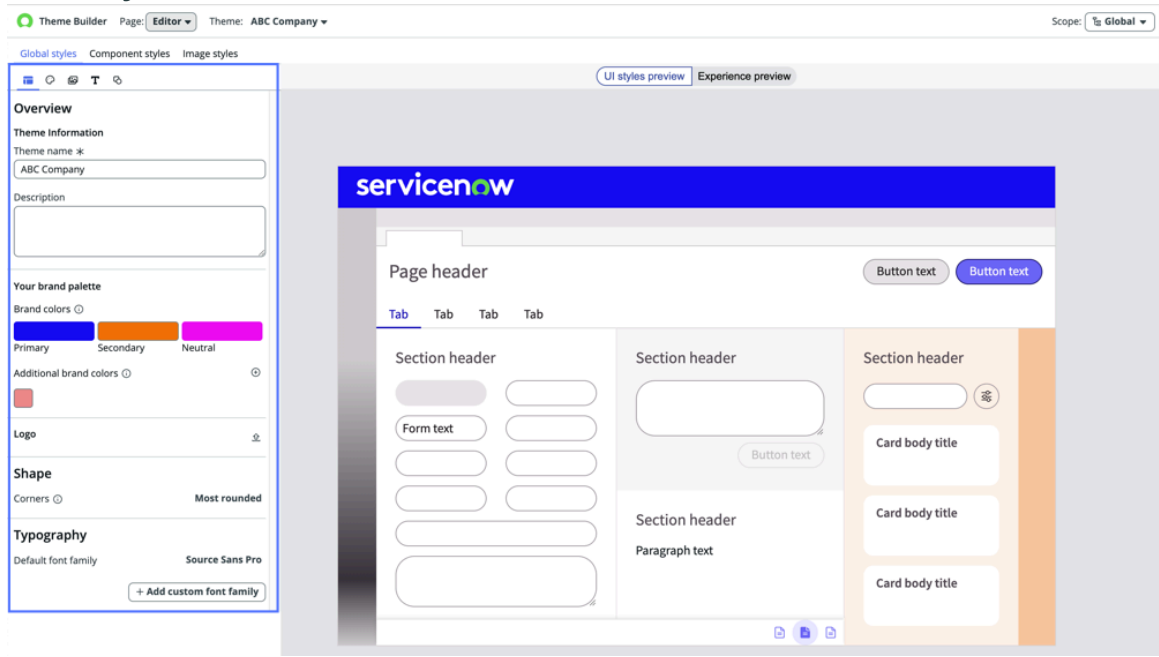 Theme Builder Page: Editor Theme: ABC Company Scope: Global
Global styles Component styles Image styles
UI styles preview Experience preview
Overview
Theme Information
Theme name *
ABC Company
Description
Your brand palette
Brand colors
Primary Secondary Neutral
Additional brand colors
Logo
Shape
Corners Most rounded
Typography
Default font family Source Sans Pro
+ Add custom font family
servicenow
Page header
Button text Button text
Tab Tab Tab Tab
Section header
Form text
Section header
Button text
Section header
Paragraph text
Section header
Card body title
Card body title
Card body title